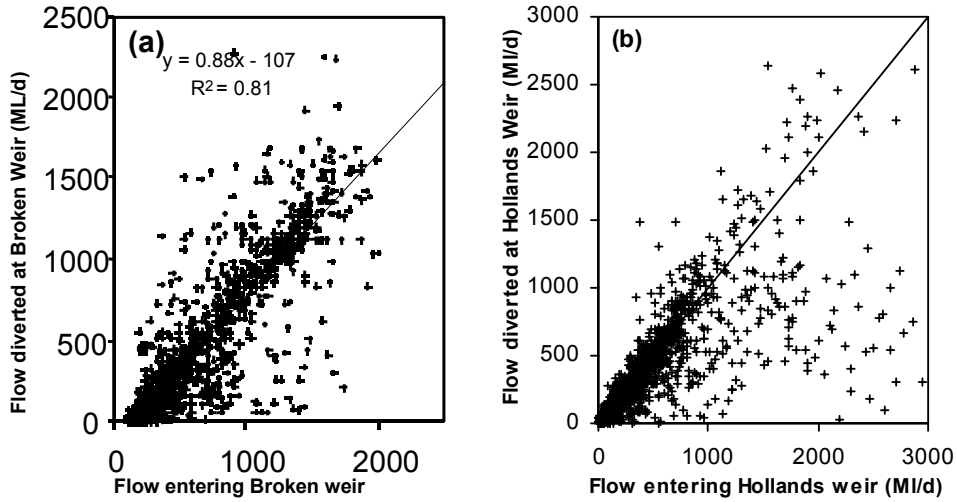 (a)
y = 0.88x - 107
R² = 0.81
Flow diverted at Broken Weir (ML/d)
2500
2000
1500
1000
500
0
0 1000 2000
Flow entering Broken weir
(b)
Flow diverted at Hollands Weir (Ml/d)
3000
2500
2000
1500
1000
500
0
0 1000 2000 3000
Flow entering Hollands weir (Ml/d)